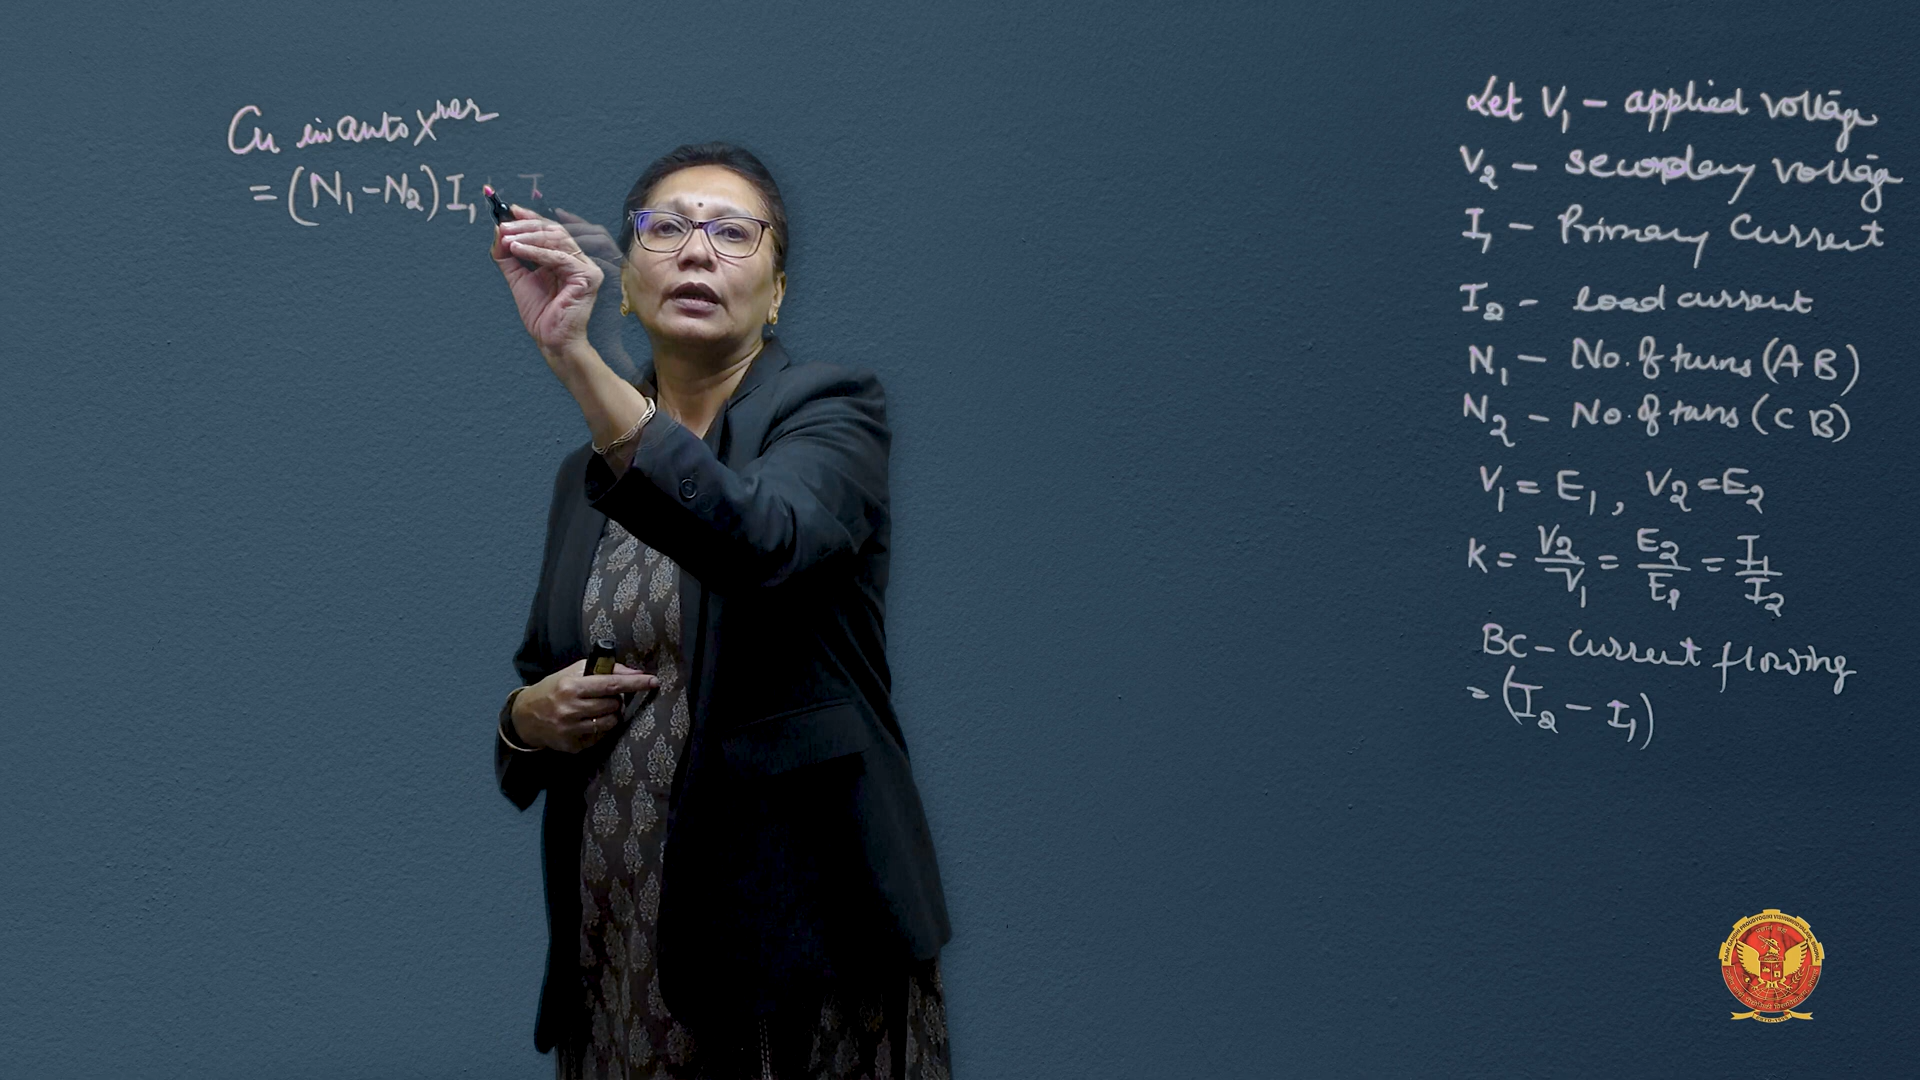 Cu in auto Xmer
= (N₁ - N₂) I₁
Let V₁ - applied voltage
V₂ - secondary voltage
I₁ - Primary Current
I₂ - load current
N₁ - No. of turns (A B)
N₂ - No. of turns (C B)
V₁ = E₁, V₂ = E₂
K = V₂/V₁ = E₂/E₁ = I₁/I₂
BC - Current flowing
= (I₂ - I₁)